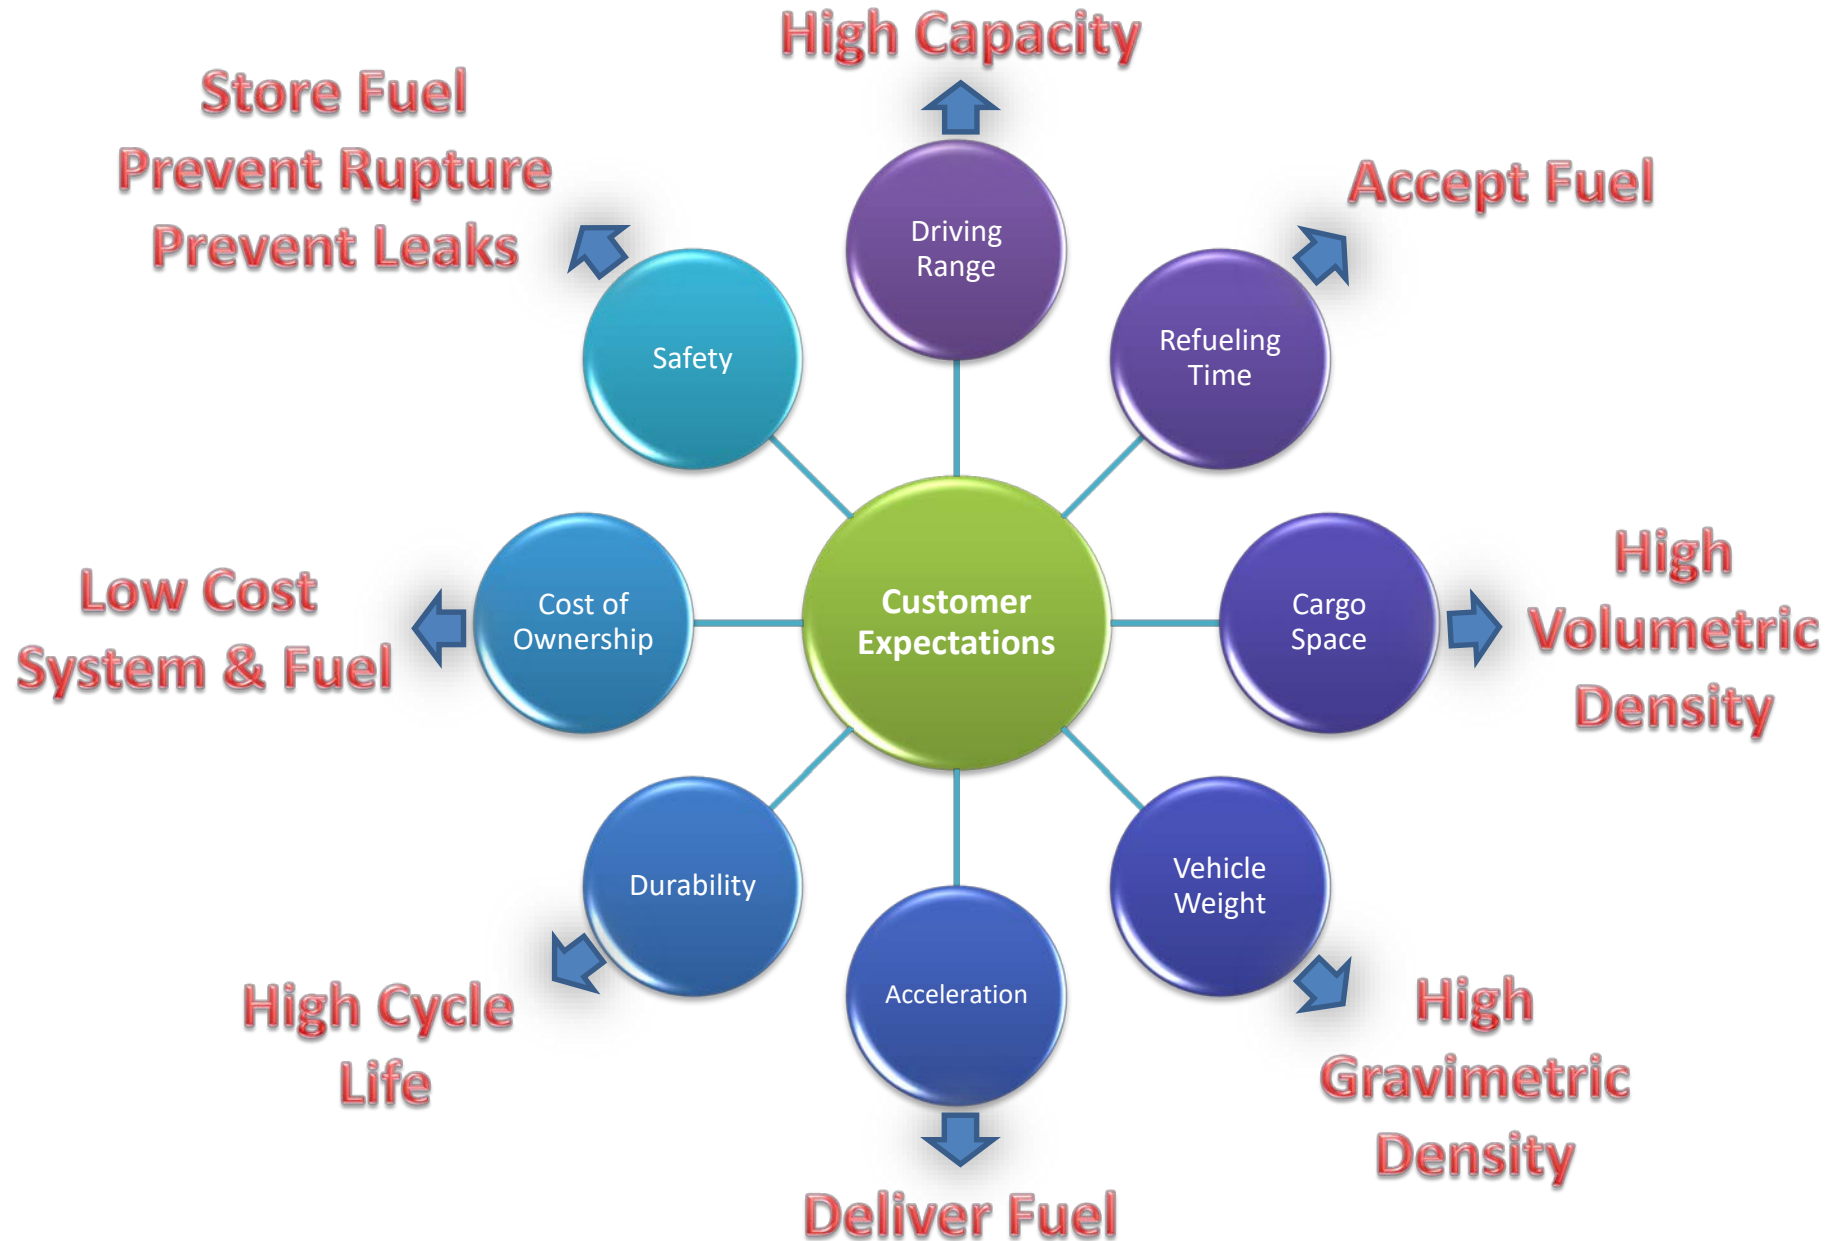 High Capacity
Store Fuel
Prevent Rupture
Prevent Leaks
Accept Fuel
Driving
Range
Refueling
Time
Safety
Low Cost
System & Fuel
Cost of
Ownership
Customer
Expectations
Cargo
Space
High
Volumetric
Density
Durability
Vehicle
Weight
Acceleration
High Cycle
Life
High
Gravimetric
Density
Deliver Fuel